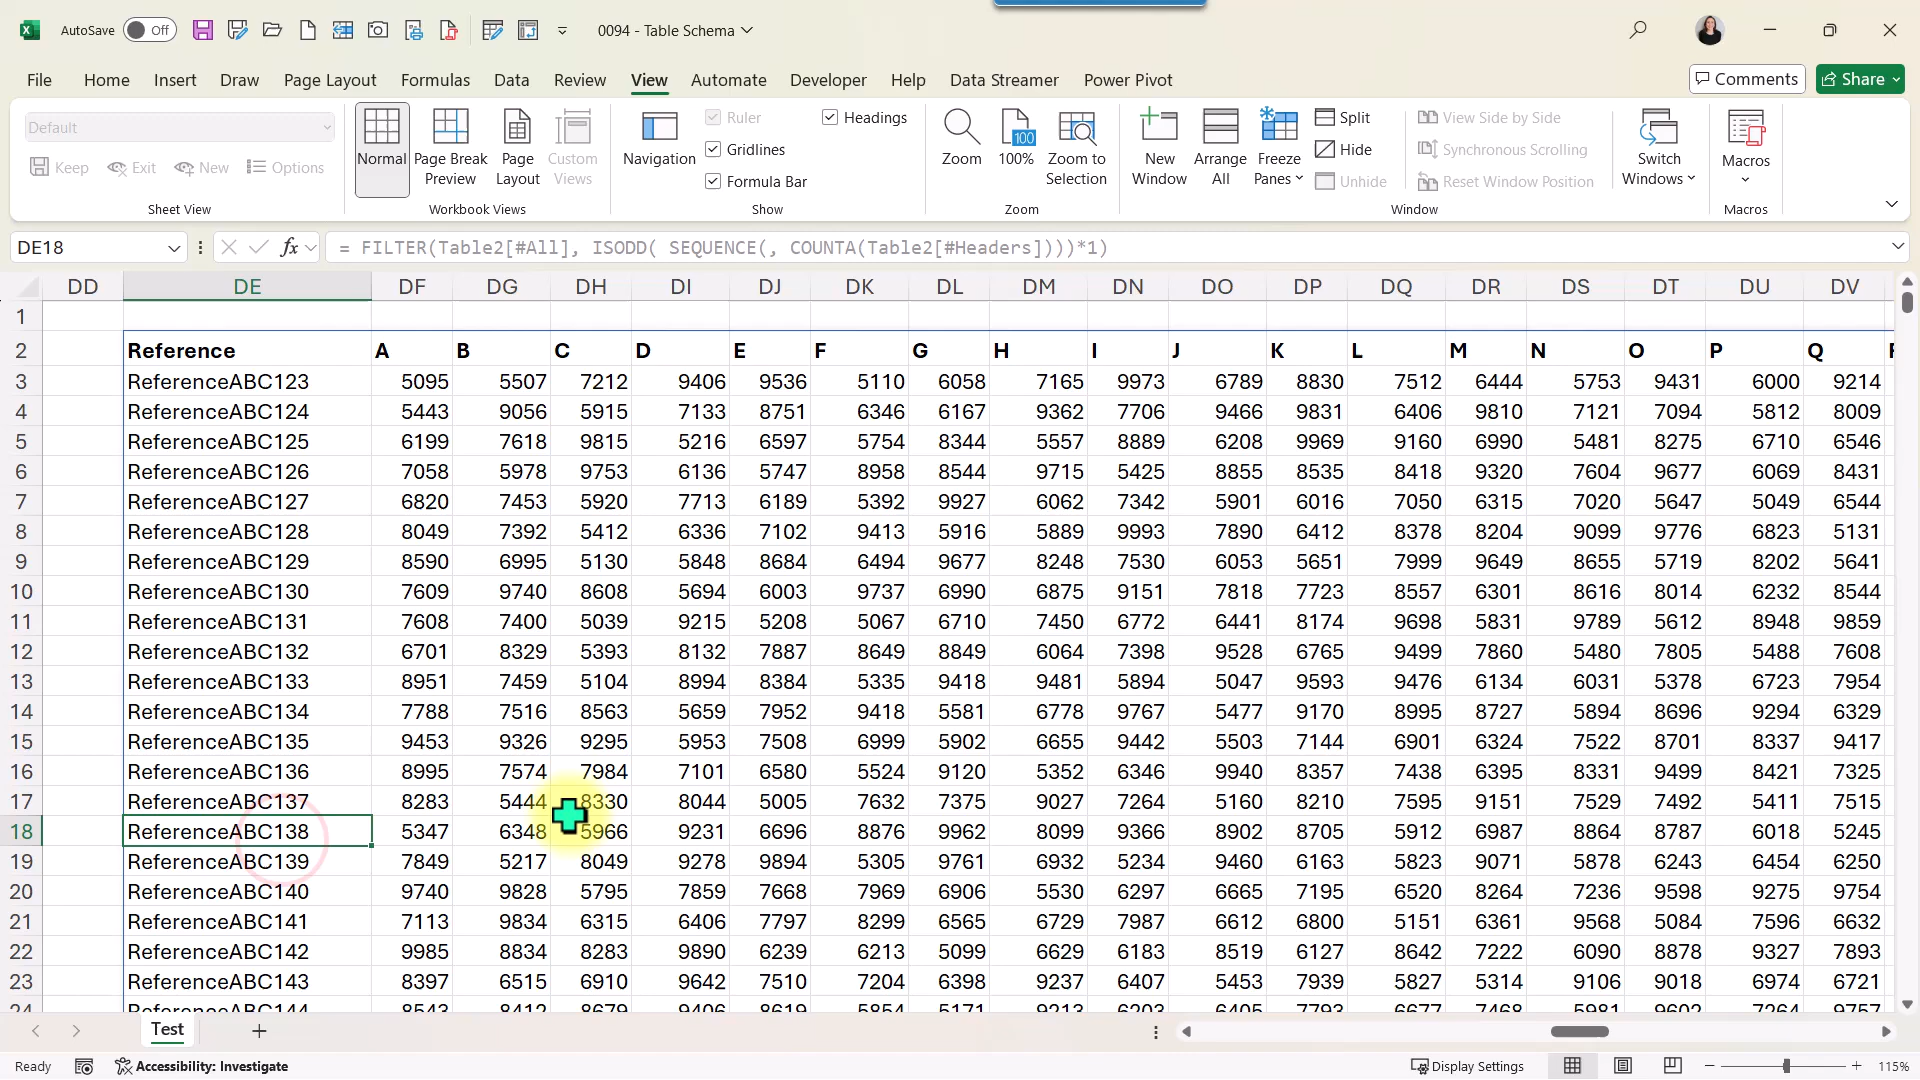 AutoSave Off 0094 - Table Schema
File Home Insert Draw Page Layout Formulas Data Review View Automate Developer Help Data Streamer Power Pivot Comments Share
Default
Keep Exit New Options
Sheet View
Normal Page Break Preview Page Layout Custom Views
Workbook Views
Navigation Ruler Gridlines Formula Bar Headings
Show
Zoom 100 100% Zoom to Selection
Zoom
New Window Arrange All Freeze Panes Split Hide Unhide View Side by Side Synchronous Scrolling Reset Window Position Switch Windows
Window
Macros
Macros
DE18 fx = FILTER(Table2[#All], ISODD( SEQUENCE(, COUNTA(Table2[#Headers])))*1)
DD DE DF DG DH DI DJ DK DL DM DN DO DP DQ DR DS DT DU DV
1
2 Reference A B C D E F G H I J K L M N O P Q
3 ReferenceABC123 5095 5507 7212 9406 9536 5110 6058 7165 9973 6789 8830 7512 6444 5753 9431 6000 9214
4 ReferenceABC124 5443 9056 5915 7133 8751 6346 6167 9362 7706 9466 9831 6406 9810 7121 7094 5812 8009
5 ReferenceABC125 6199 7618 9815 5216 6597 5754 8344 5557 8889 6208 9969 9160 6990 5481 8275 6710 6546
6 ReferenceABC126 7058 5978 9753 6136 5747 8958 8544 9715 5425 8855 8535 8418 9320 7604 9677 6069 8431
7 ReferenceABC127 6820 7453 5920 7713 6189 5392 9927 6062 7342 5901 6016 7050 6315 7020 5647 5049 6544
8 ReferenceABC128 8049 7392 5412 6336 7102 9413 5916 5889 9993 7890 6412 8378 8204 9099 9776 6823 5131
9 ReferenceABC129 8590 6995 5130 5848 8684 6494 9677 8248 7530 6053 5651 7999 9649 8655 5719 8202 5641
10 ReferenceABC130 7609 9740 8608 5694 6003 9737 6990 6875 9151 7818 7723 8557 6301 8616 8014 6232 8544
11 ReferenceABC131 7608 7400 5039 9215 5208 5067 6710 7450 6772 6441 8174 9698 5831 9789 5612 8948 9859
12 ReferenceABC132 6701 8329 5393 8132 7887 8649 8849 6064 7398 9528 6765 9499 7860 5480 7805 5488 7608
13 ReferenceABC133 8951 7459 5104 8994 8384 5335 9418 9481 5894 5047 9593 9476 6134 6031 5378 6723 7954
14 ReferenceABC134 7788 7516 8563 5659 7952 9418 5581 6778 9767 5477 9170 8995 8727 5894 8696 9294 6329
15 ReferenceABC135 9453 9326 9295 5953 7508 6999 5902 6655 9442 5503 7144 6901 6324 7522 8701 8337 9417
16 ReferenceABC136 8995 7574 7984 7101 6580 5524 9120 5352 6346 9940 8357 7438 6395 8331 9499 8421 7325
17 ReferenceABC137 8283 5444 8330 8044 5005 7632 7375 9027 7264 5160 8210 7595 9151 7529 7492 5411 7515
18 ReferenceABC138 5347 6348 5966 9231 6696 8876 9962 8099 9366 8902 8705 5912 6987 8864 8787 6018 5245
19 ReferenceABC139 7849 5217 8049 9278 9894 5305 9761 6932 5234 9460 6163 5823 9071 5878 6243 6454 6250
20 ReferenceABC140 9740 9828 5795 7859 7668 7969 6906 5530 6297 6665 7195 6520 8264 7236 9598 9275 9754
21 ReferenceABC141 7113 9834 6315 6406 7797 8299 6565 6729 7987 6612 6800 5151 6361 9568 5084 7596 6632
22 ReferenceABC142 9985 8834 8283 9890 6239 6213 5099 6629 6183 8519 6127 8642 7222 6090 8878 9327 7893
23 ReferenceABC143 8397 6515 6910 9642 7510 7204 6398 9237 6407 5453 7939 5827 5314 9106 9018 6974 6721
24 ReferenceABC144
Test
Ready Accessibility: Investigate Display Settings 115%